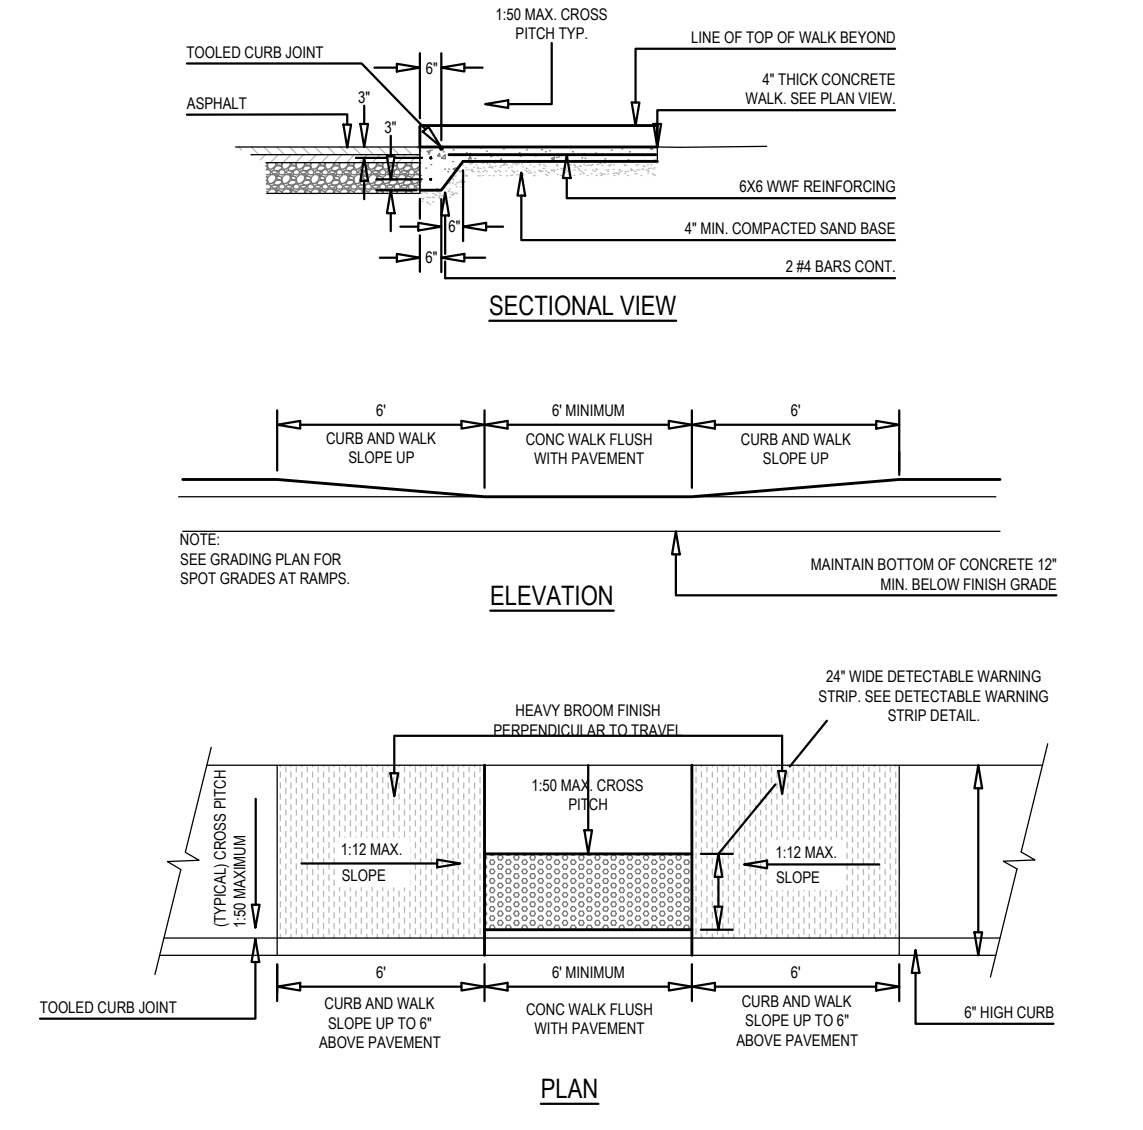 1:50 MAX. CROSS
PITCH TYP.
LINE OF TOP OF WALK BEYOND
TOOLED CURB JOINT
6"
4" THICK CONCRETE
WALK. SEE PLAN VIEW.
ASPHALT
3"
3"
6X6 WWF REINFORCING
6"
4" MIN. COMPACTED SAND BASE
6"
2 #4 BARS CONT.
SECTIONAL VIEW
6'
6' MINIMUM
6'
CURB AND WALK
SLOPE UP
CONC WALK FLUSH
WITH PAVEMENT
CURB AND WALK
SLOPE UP
NOTE:
SEE GRADING PLAN FOR
SPOT GRADES AT RAMPS.
MAINTAIN BOTTOM OF CONCRETE 12"
MIN. BELOW FINISH GRADE
ELEVATION
24" WIDE DETECTABLE WARNING
STRIP. SEE DETECTABLE WARNING
STRIP DETAIL.
HEAVY BROOM FINISH
PERPENDICULAR TO TRAVEL
(TYPICAL) CROSS PITCH
1:50 MAXIMUM
1:50 MAX. CROSS
PITCH
1:12 MAX.
SLOPE
1:12 MAX.
SLOPE
6'
6' MINIMUM
6'
TOOLED CURB JOINT
CURB AND WALK
SLOPE UP TO 6"
ABOVE PAVEMENT
CONC WALK FLUSH
WITH PAVEMENT
CURB AND WALK
SLOPE UP TO 6"
ABOVE PAVEMENT
6" HIGH CURB
PLAN